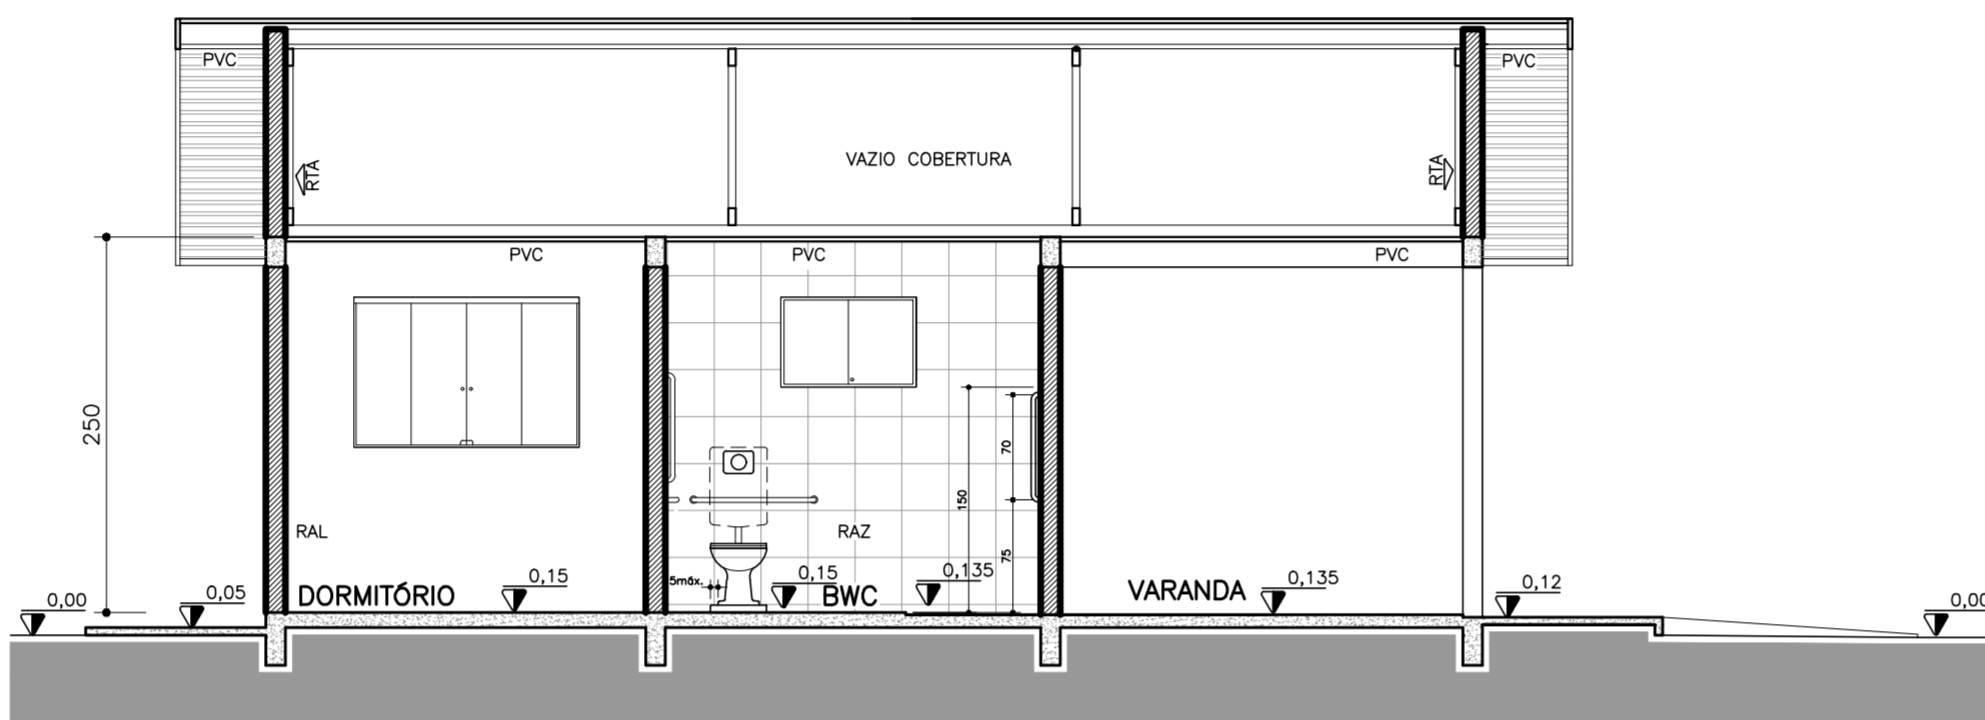 PVC
PVC
VAZIO COBERTURA
RTA
RTA
PVC
PVC
PVC
250
70
150
75
RAL
RAZ
5máx.
DORMITÓRIO
BWC
VARANDA
0,00
0,05
0,15
0,15
0,135
0,135
0,12
0,00